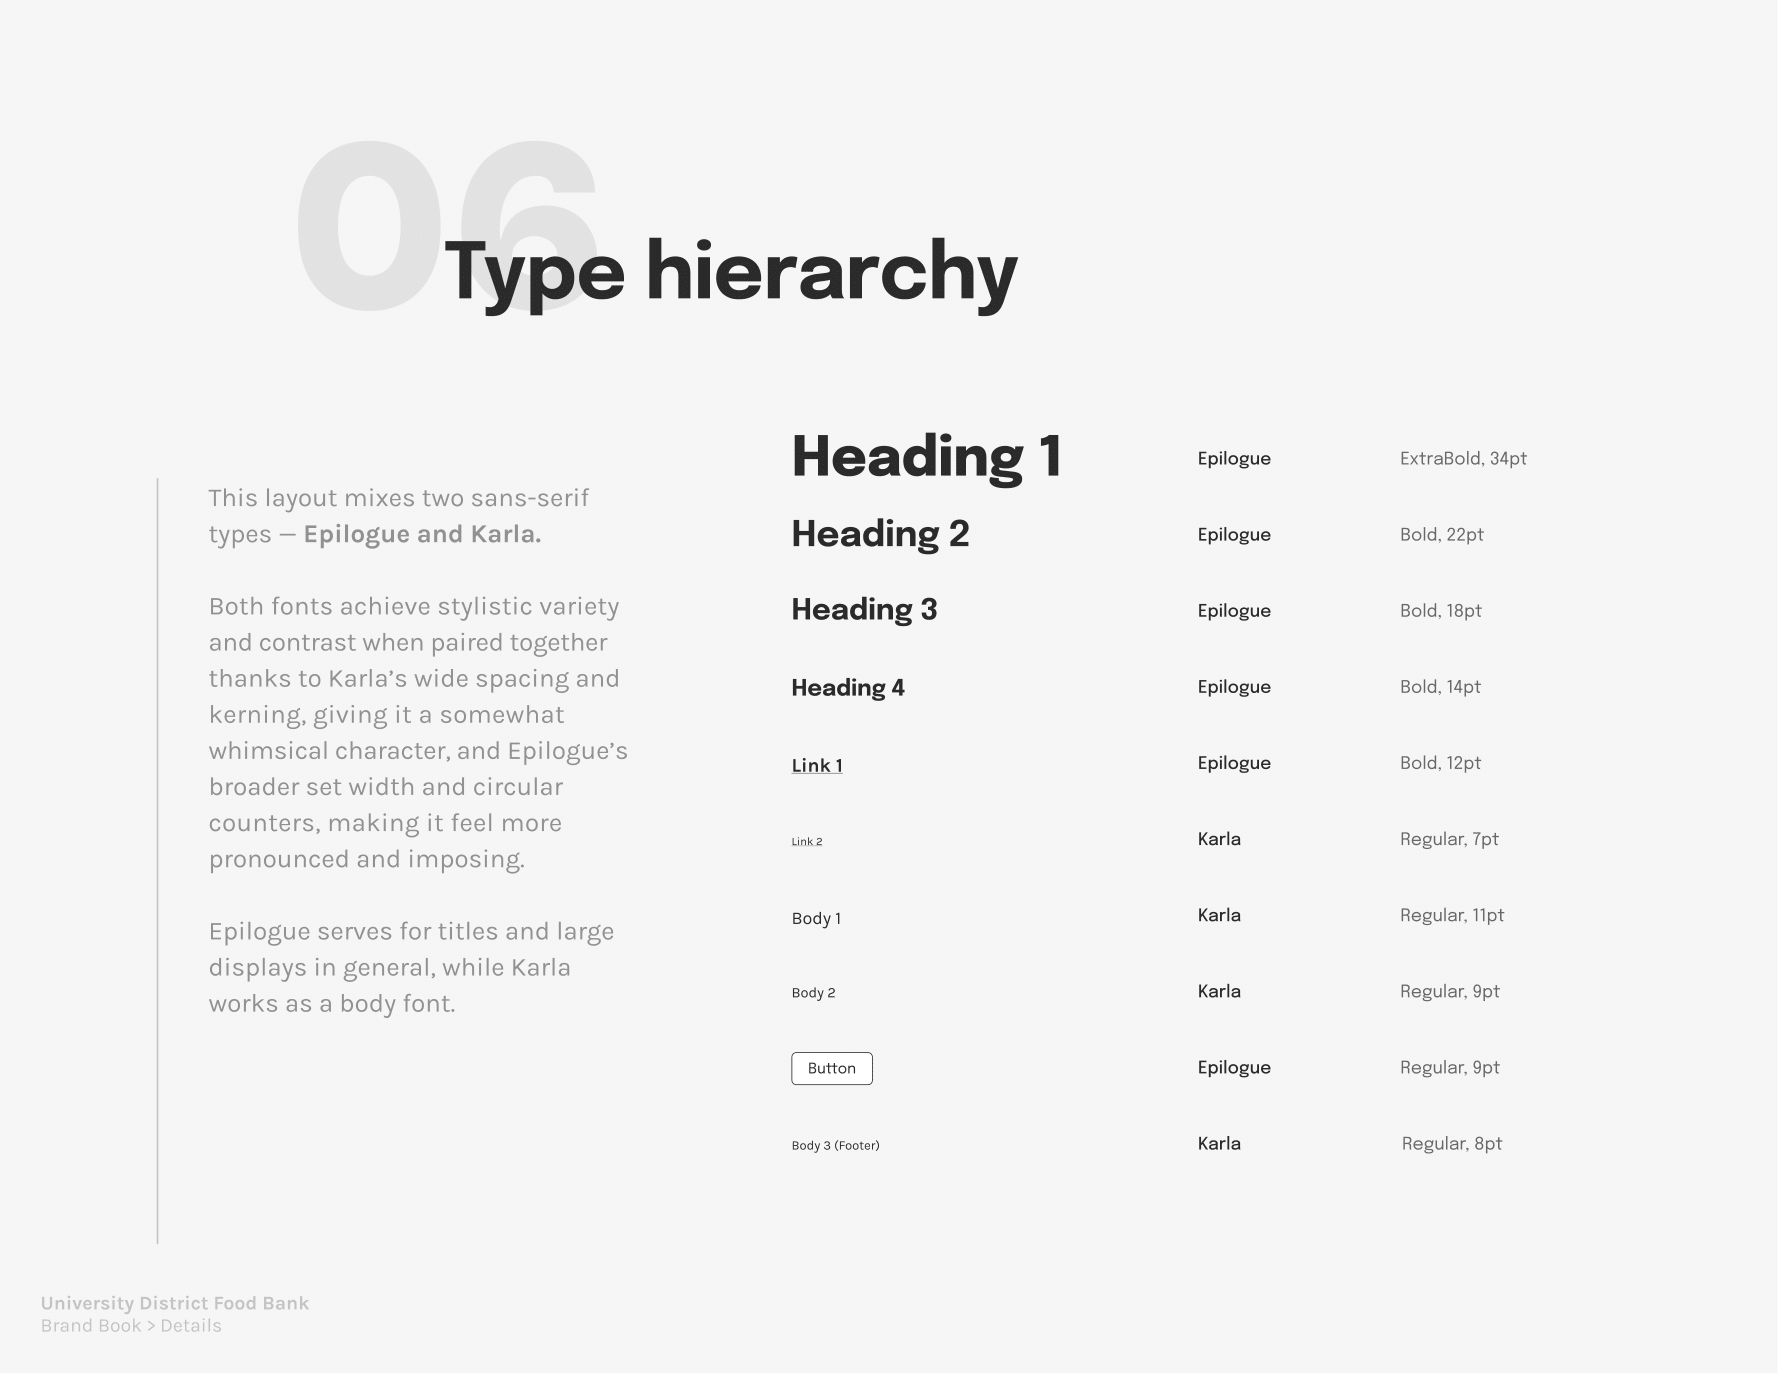 06
Type hierarchy
This layout mixes two sans-serif
types — Epilogue and Karla.
Both fonts achieve stylistic variety
and contrast when paired together
thanks to Karla’s wide spacing and
kerning, giving it a somewhat
whimsical character, and Epilogue’s
broader set width and circular
counters, making it feel more
pronounced and imposing.
Epilogue serves for titles and large
displays in general, while Karla
works as a body font.
Heading 1 Epilogue ExtraBold, 34pt
Heading 2 Epilogue Bold, 22pt
Heading 3 Epilogue Bold, 18pt
Heading 4 Epilogue Bold, 14pt
Link 1 Epilogue Bold, 12pt
Link 2 Karla Regular, 7pt
Body 1 Karla Regular, 11pt
Body 2 Karla Regular, 9pt
Button Epilogue Regular, 9pt
Body 3 (Footer) Karla Regular, 8pt
University District Food Bank
Brand Book > Details